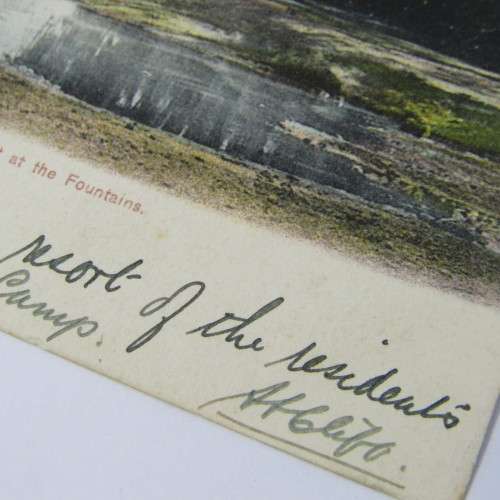 at the Fountains.
resort of the residents
Camp.